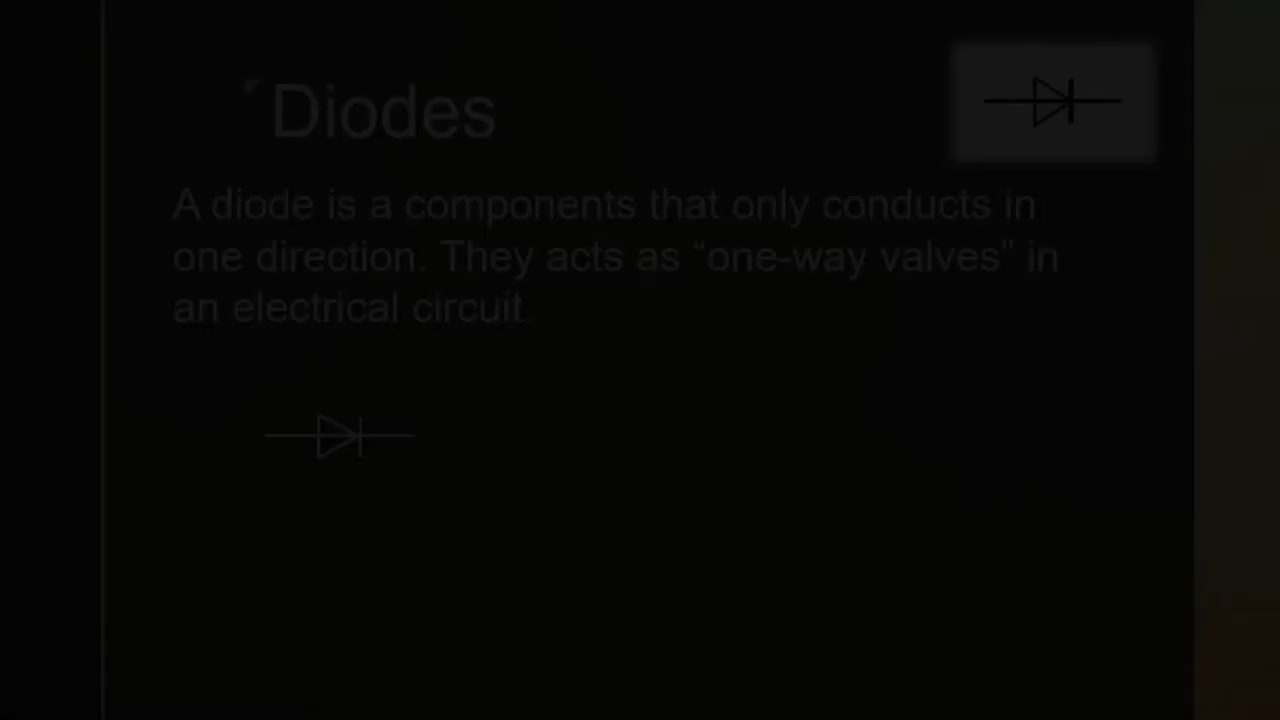 Diodes
A diode is a components that only conducts in
one direction. They acts as “one-way valves” in
an electrical circuit.